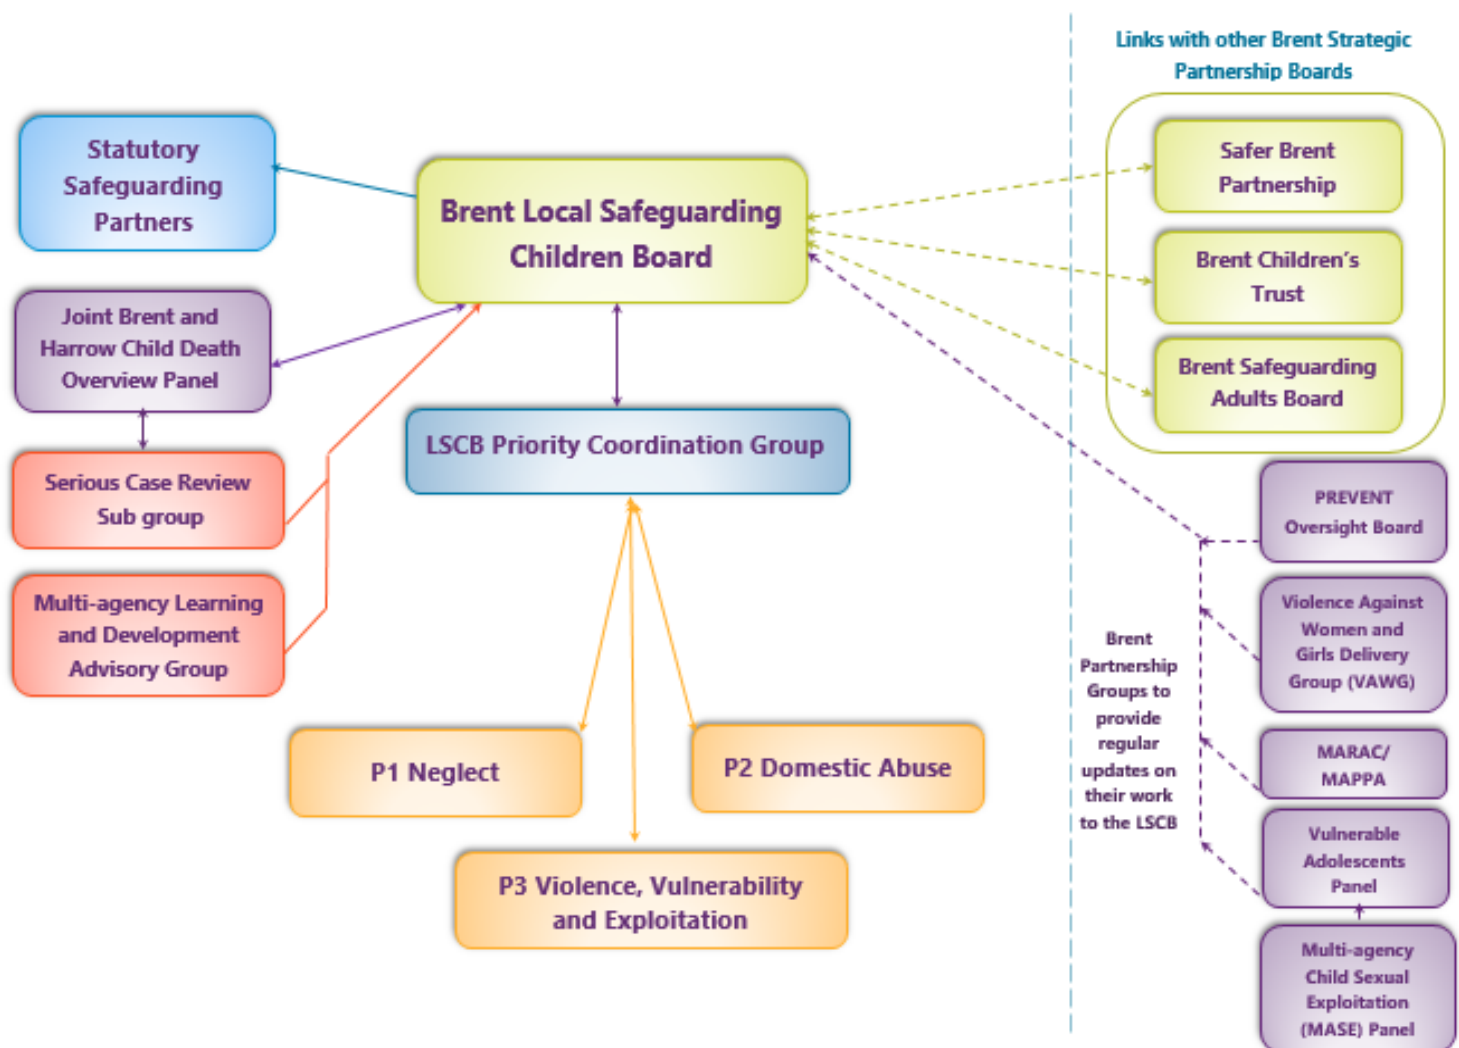 Links with other Brent Strategic
Partnership Boards
Statutory
Safeguarding
Partners
Brent Local Safeguarding
Children Board
Safer Brent
Partnership
Brent Children's
Trust
Brent Safeguarding
Adults Board
Joint Brent and
Harrow Child Death
Overview Panel
LSCB Priority Coordination Group
Serious Case Review
Sub group
Multi-agency Learning
and Development
Advisory Group
P1 Neglect
P2 Domestic Abuse
P3 Violence, Vulnerability
and Exploitation
PREVENT
Oversight Board
Violence Against
Women and
Girls Delivery
Group (VAWG)
MARAC/
MAPPA
Vulnerable
Adolescents
Panel
Multi-agency
Child Sexual
Exploitation
(MASE) Panel
Brent
Partnership
Groups to
provide
regular
updates on
their work
to the LSCB